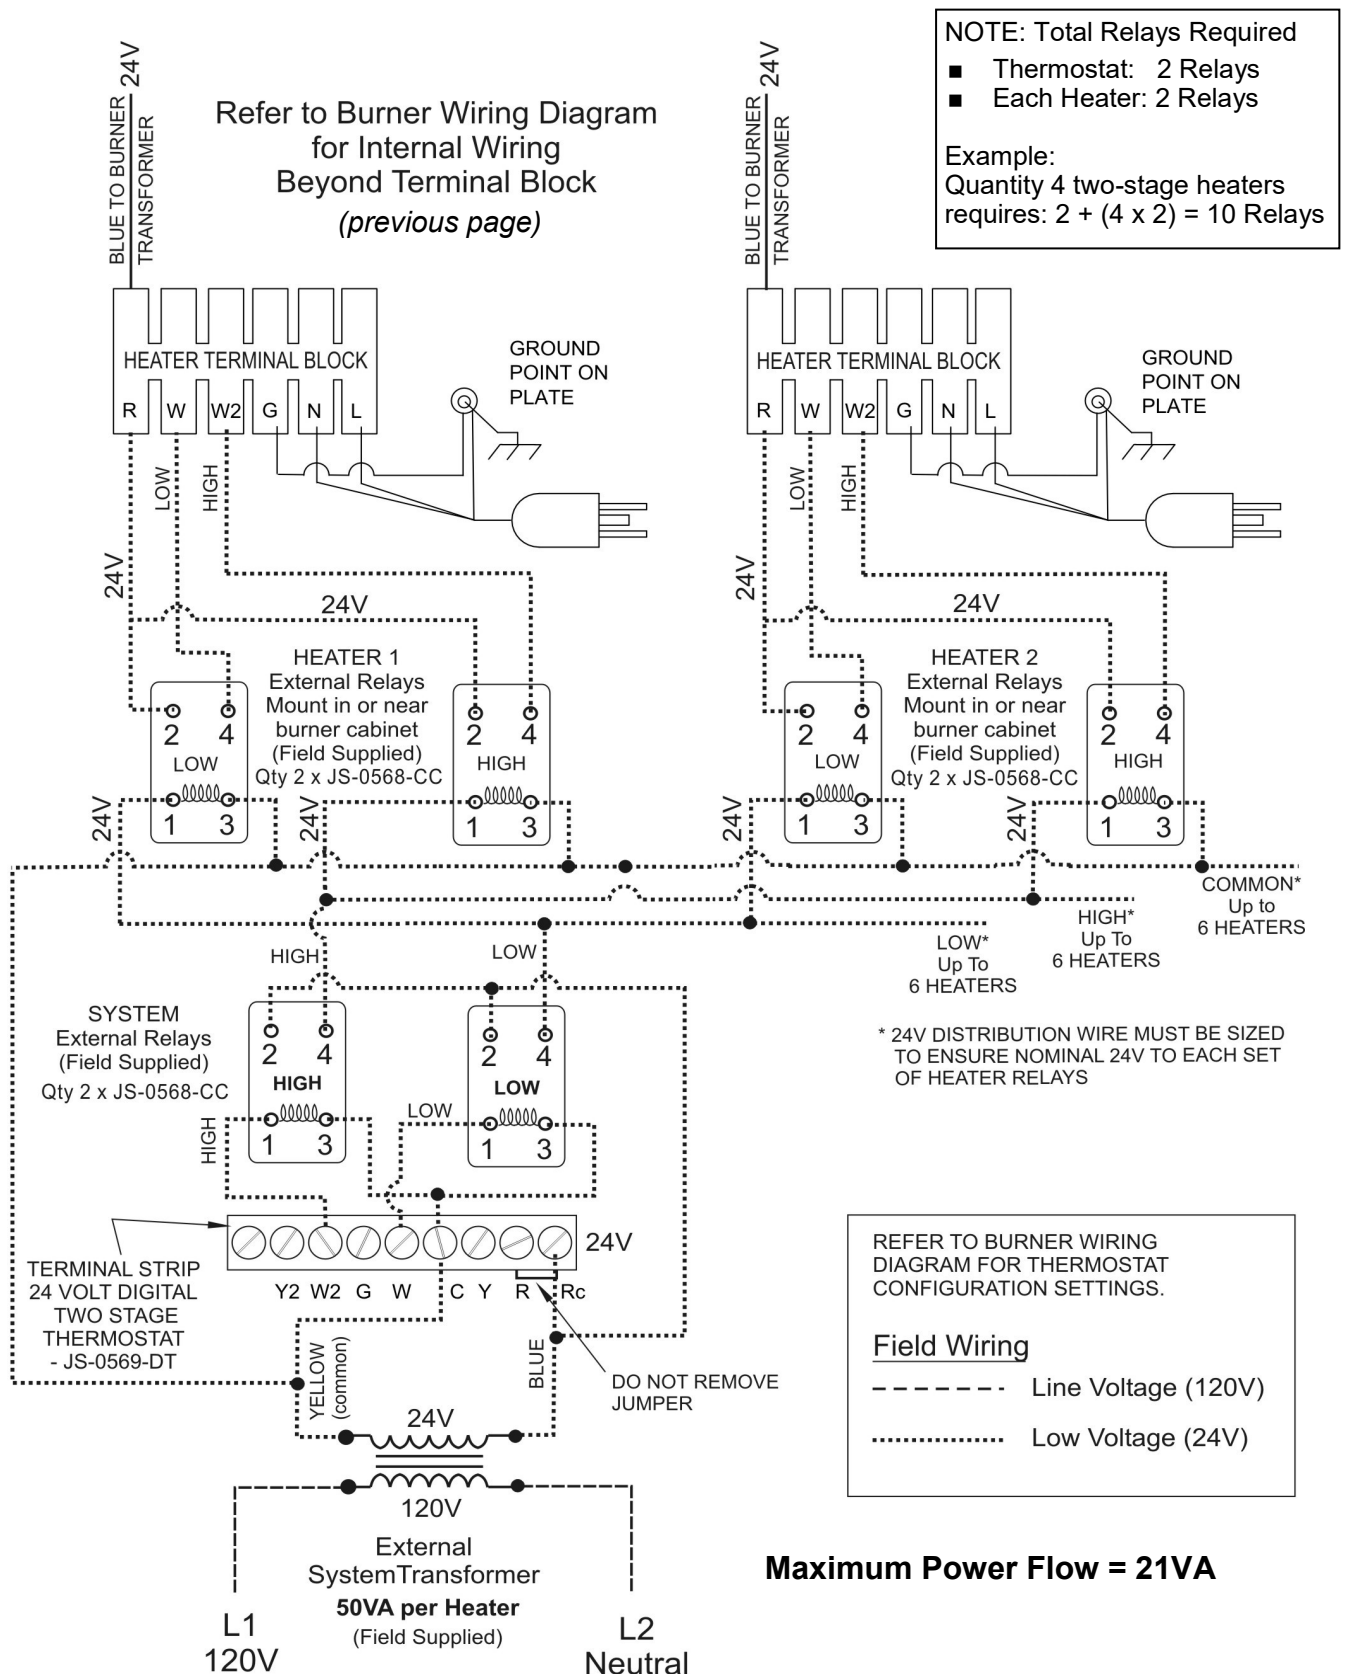 NOTE: Total Relays Required
■ Thermostat: 2 Relays
■ Each Heater: 2 Relays
Example:
Quantity 4 two-stage heaters
requires: 2 + (4 x 2) = 10 Relays
24V
BLUE TO BURNER
TRANSFORMER
Refer to Burner Wiring Diagram
for Internal Wiring
Beyond Terminal Block
(previous page)
24V
BLUE TO BURNER
TRANSFORMER
HEATER TERMINAL BLOCK
R W W2 G N L
GROUND
POINT ON
PLATE
HEATER TERMINAL BLOCK
R W W2 G N L
GROUND
POINT ON
PLATE
LOW
HIGH
24V
24V
LOW
HIGH
24V
24V
HEATER 1
External Relays
Mount in or near
burner cabinet
(Field Supplied)
Qty 2 x JS-0568-CC
2 4
LOW
1 3
2 4
HIGH
1 3
24V
24V
HEATER 2
External Relays
Mount in or near
burner cabinet
(Field Supplied)
Qty 2 x JS-0568-CC
2 4
LOW
1 3
2 4
HIGH
1 3
24V
24V
COMMON*
Up to
6 HEATERS
HIGH*
Up To
6 HEATERS
LOW*
Up To
6 HEATERS
HIGH
LOW
SYSTEM
External Relays
(Field Supplied)
Qty 2 x JS-0568-CC
2 4
HIGH
1 3
2 4
LOW
1 3
HIGH
LOW
* 24V DISTRIBUTION WIRE MUST BE SIZED
TO ENSURE NOMINAL 24V TO EACH SET
OF HEATER RELAYS
24V
Y2 W2 G W C Y R Rc
TERMINAL STRIP
24 VOLT DIGITAL
TWO STAGE
THERMOSTAT
- JS-0569-DT
YELLOW
(common)
BLUE
DO NOT REMOVE
JUMPER
REFER TO BURNER WIRING
DIAGRAM FOR THERMOSTAT
CONFIGURATION SETTINGS.
Field Wiring
Line Voltage (120V)
Low Voltage (24V)
24V
120V
External
SystemTransformer
50VA per Heater
(Field Supplied)
L1
120V
L2
Neutral
Maximum Power Flow = 21VA